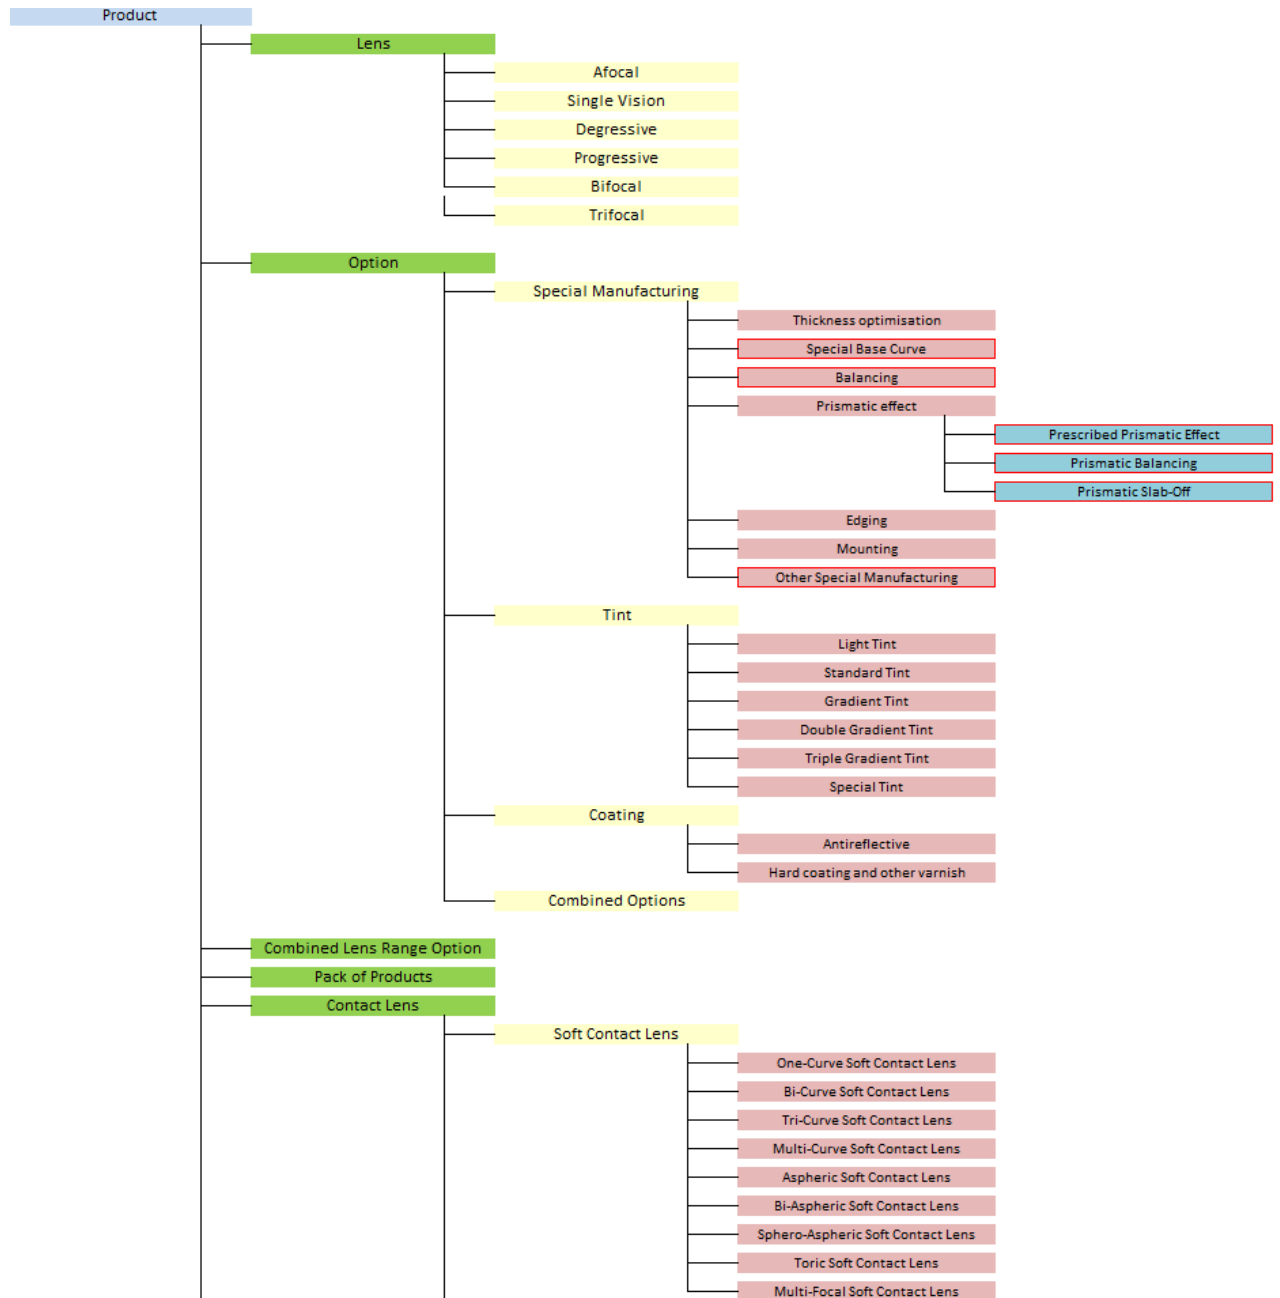 Product
Lens
Afocal
Single Vision
Degressive
Progressive
Bifocal
Trifocal
Option
Special Manufacturing
Thickness optimisation
Special Base Curve
Balancing
Prismatic effect
Prescribed Prismatic Effect
Prismatic Balancing
Prismatic Slab-Off
Edging
Mounting
Other Special Manufacturing
Tint
Light Tint
Standard Tint
Gradient Tint
Double Gradient Tint
Triple Gradient Tint
Special Tint
Coating
Antireflective
Hard coating and other varnish
Combined Options
Combined Lens Range Option
Pack of Products
Contact Lens
Soft Contact Lens
One-Curve Soft Contact Lens
Bi-Curve Soft Contact Lens
Tri-Curve Soft Contact Lens
Multi-Curve Soft Contact Lens
Aspheric Soft Contact Lens
Bi-Aspheric Soft Contact Lens
Sphero-Aspheric Soft Contact Lens
Toric Soft Contact Lens
Multi-Focal Soft Contact Lens